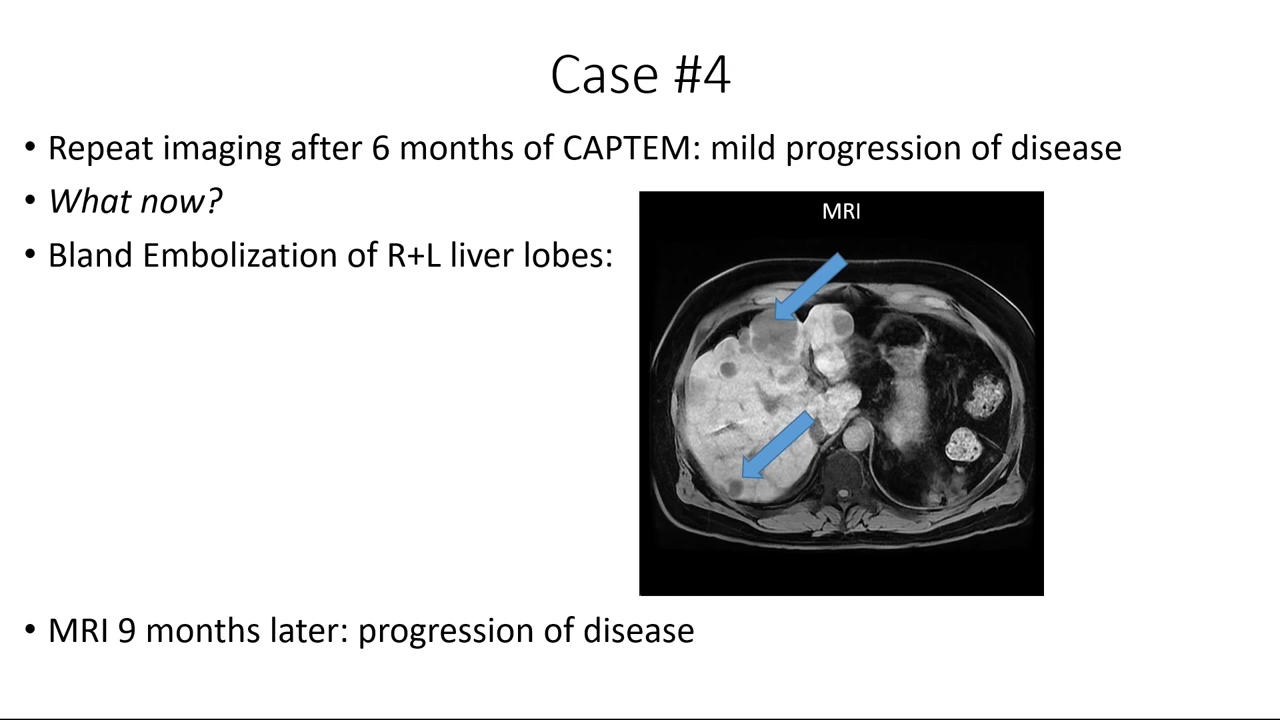 Case #4
• Repeat imaging after 6 months of CAPTEM: mild progression of disease
• What now?
MRI
• Bland Embolization of R+L liver lobes:
• MRI 9 months later: progression of disease